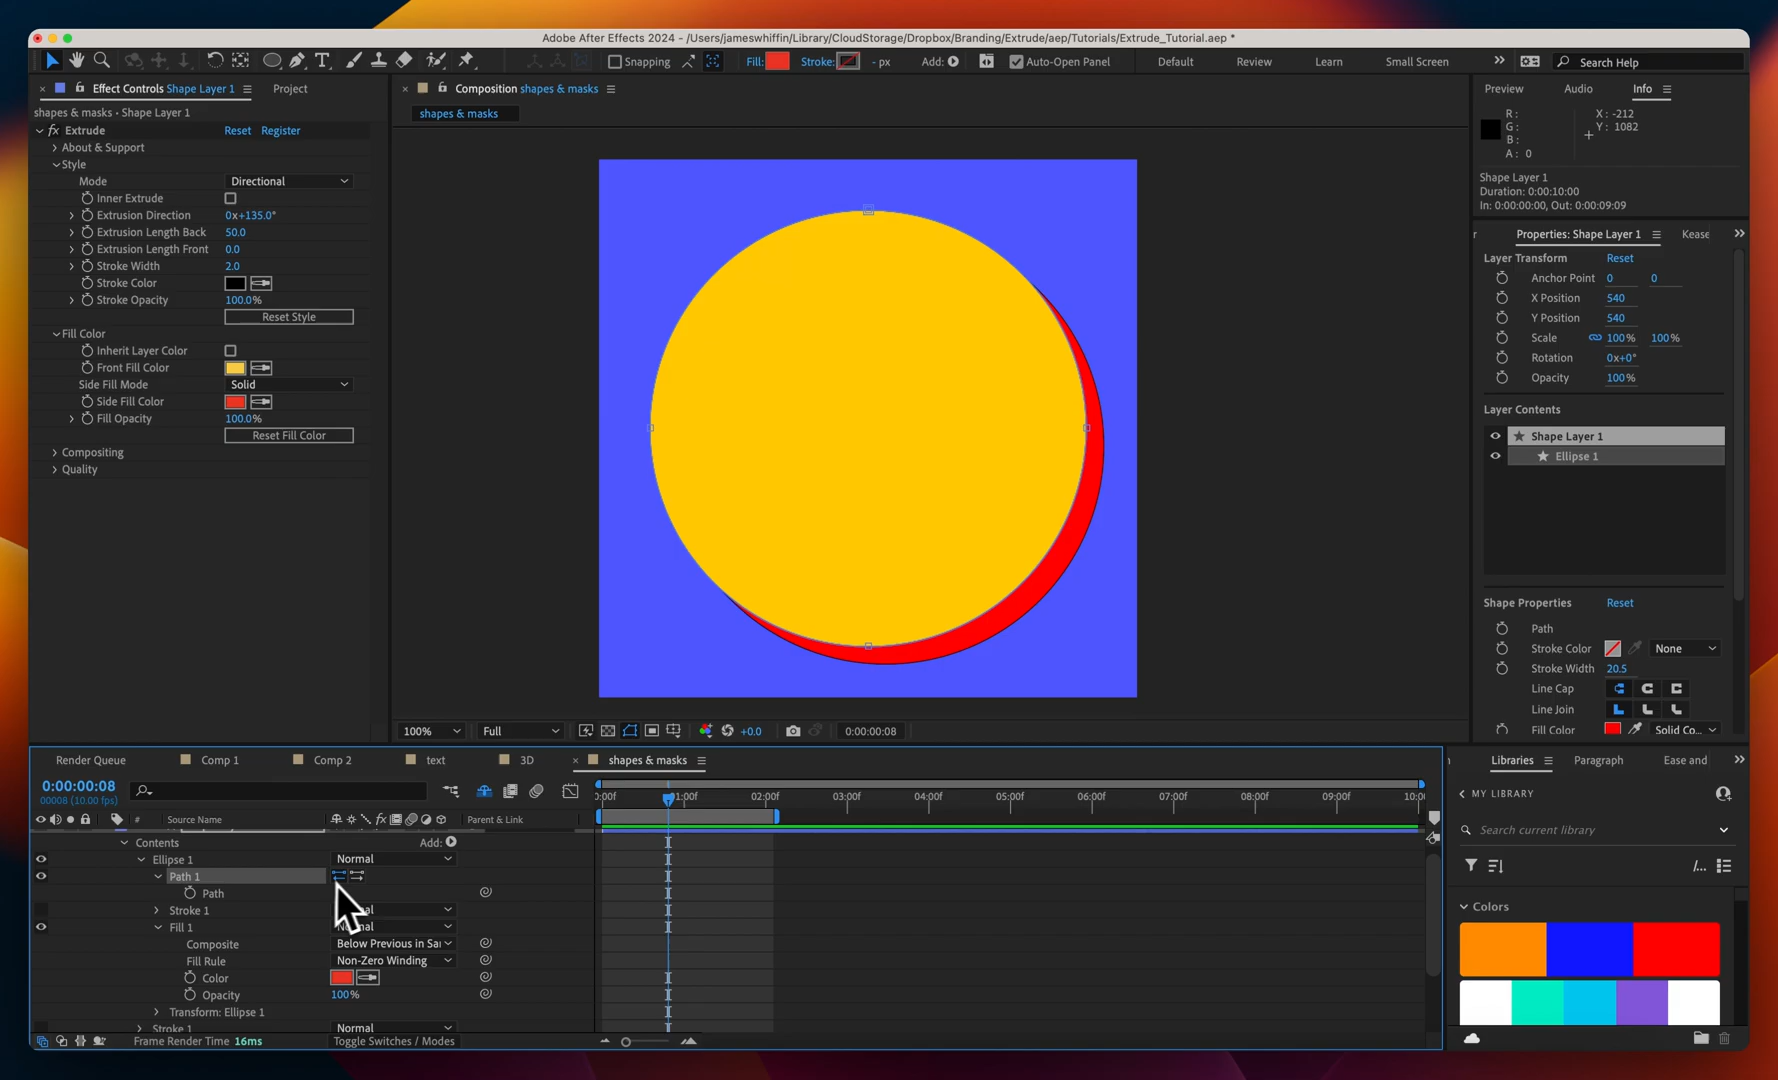 Adobe After Effects 2024 - /Users/jameswhiffin/Library/CloudStorage/Dropbox/Branding/Extrude/aep/Tutorials/Extrude_Tutorial.aep *
Snapping
Fill:
Stroke:
- px
Add:
Auto-Open Panel
Default
Review
Learn
Small Screen
Search Help
Effect Controls Shape Layer 1
Project
shapes & masks • Shape Layer 1
fx Extrude
Reset
Register
About & Support
Style
Mode
Directional
Inner Extrude
Extrusion Direction
0x+135.0°
Extrusion Length Back
50.0
Extrusion Length Front
0.0
Stroke Width
2.0
Stroke Color
Stroke Opacity
100.0%
Reset Style
Fill Color
Inherit Layer Color
Front Fill Color
Side Fill Mode
Solid
Side Fill Color
Fill Opacity
100.0%
Reset Fill Color
Compositing
Quality
Composition shapes & masks
shapes & masks
100%
Full
+0.0
0:00:00:08
Preview
Audio
Info
R :
G :
B :
A : 0
X : -212
Y : 1082
Shape Layer 1
Duration: 0:00:10:00
In: 0:00:00:00, Out: 0:00:09:09
Properties: Shape Layer 1
Kease
Layer Transform
Reset
Anchor Point
0
0
X Position
540
Y Position
540
Scale
100%
100%
Rotation
0x+0°
Opacity
100%
Layer Contents
Shape Layer 1
Ellipse 1
Shape Properties
Reset
Path
Stroke Color
None
Stroke Width
20.5
Line Cap
Line Join
Fill Color
Solid Co...
Render Queue
Comp 1
Comp 2
text
3D
shapes & masks
0:00:00:08
00008 (10.00 fps)
#
Source Name
fx
Parent & Link
Contents
Add:
Ellipse 1
Normal
Path 1
Path
Stroke 1
Fill 1
Composite
Below Previous in Sa
Fill Rule
Non-Zero Winding
Color
Opacity
100%
Transform: Ellipse 1
Stroke 1
Normal
Frame Render Time 16ms
Toggle Switches / Modes
02:00f
03:00f
04:00f
05:00f
06:00f
07:00f
08:00f
09:00f
Libraries
Paragraph
Ease and
MY LIBRARY
Search current library
/...
Colors